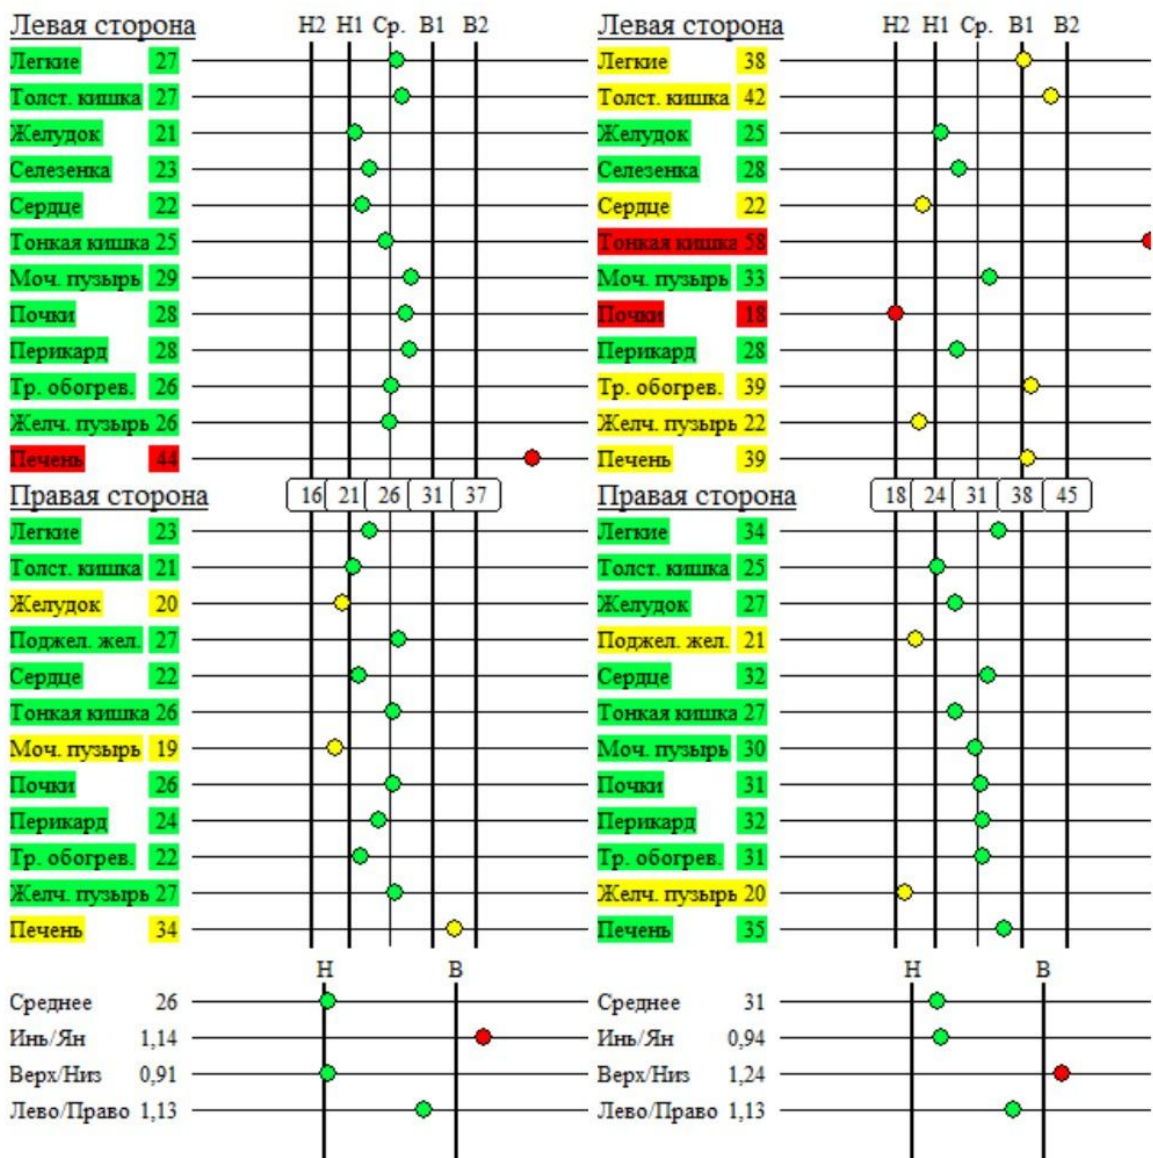 Левая сторона Н2 Н1 Ср. В1 В2
Легкие 27
Толст. кишка 27
Желудок 21
Селезенка 23
Сердце 22
Тонкая кишка 25
Моч. пузырь 29
Почки 28
Перикард 28
Тр. обогрев. 26
Желч. пузырь 26
Печень 44
Правая сторона 16 21 26 31 37
Легкие 23
Толст. кишка 21
Желудок 20
Поджел. жел. 27
Сердце 22
Тонкая кишка 26
Моч. пузырь 19
Почки 26
Перикард 24
Тр. обогрев. 22
Желч. пузырь 27
Печень 34
Н В
Среднее 26
Инь/Ян 1,14
Верх/Низ 0,91
Лево/Право 1,13
Левая сторона Н2 Н1 Ср. В1 В2
Легкие 38
Толст. кишка 42
Желудок 25
Селезенка 28
Сердце 22
Тонкая кишка 58
Моч. пузырь 33
Почки 18
Перикард 28
Тр. обогрев. 39
Желч. пузырь 22
Печень 39
Правая сторона 18 24 31 38 45
Легкие 34
Толст. кишка 25
Желудок 27
Поджел. жел. 21
Сердце 32
Тонкая кишка 27
Моч. пузырь 30
Почки 31
Перикард 32
Тр. обогрев. 31
Желч. пузырь 20
Печень 35
Н В
Среднее 31
Инь/Ян 0,94
Верх/Низ 1,24
Лево/Право 1,13